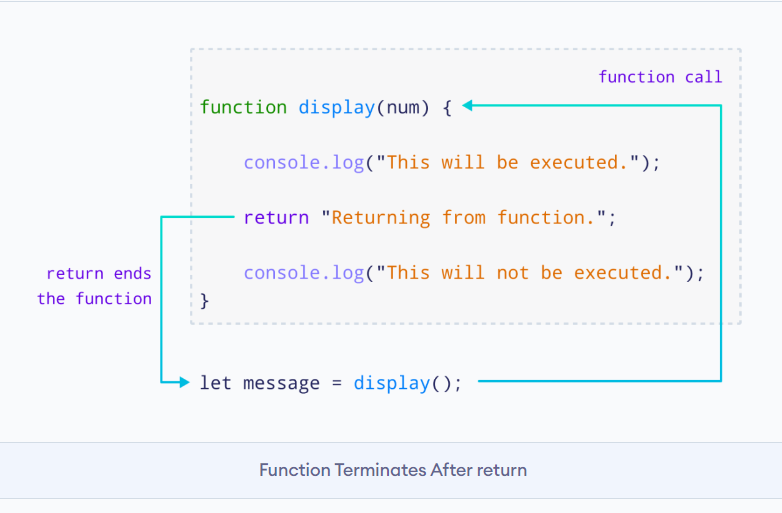 function call
function display(num) {
console.log("This will be executed.");
return "Returning from function.";
console.log("This will not be executed.");
}
return ends
the function
let message = display();
Function Terminates After return